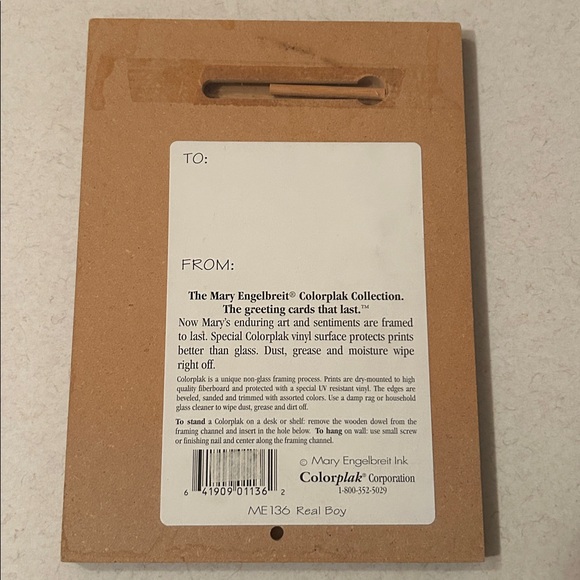 TO:
FROM:
The Mary Engelbreit® Colorplak Collection.
The greeting cards that last.™
Now Mary's enduring art and sentiments are framed
to last. Special Colorplak vinyl surface protects prints
better than glass. Dust, grease and moisture wipe
right off.
Colorplak is a unique non-glass framing process. Prints are dry-mounted to high
quality fiberboard and protected with a special UV resistant vinyl. The edges are
beveled, sanded and trimmed with assorted colors. Use a damp rag or household
glass cleaner to wipe dust, grease and dirt off.
To stand a Colorplak on a desk or shelf: remove the wooden dowel from the
framing channel and insert in the hole below. To hang on wall: use small screw
or finishing nail and center along the framing channel.
© Mary Engelbreit Ink
Colorplak® Corporation
1-800-352-5029
6 41909 01136 2
ME136 Real Boy